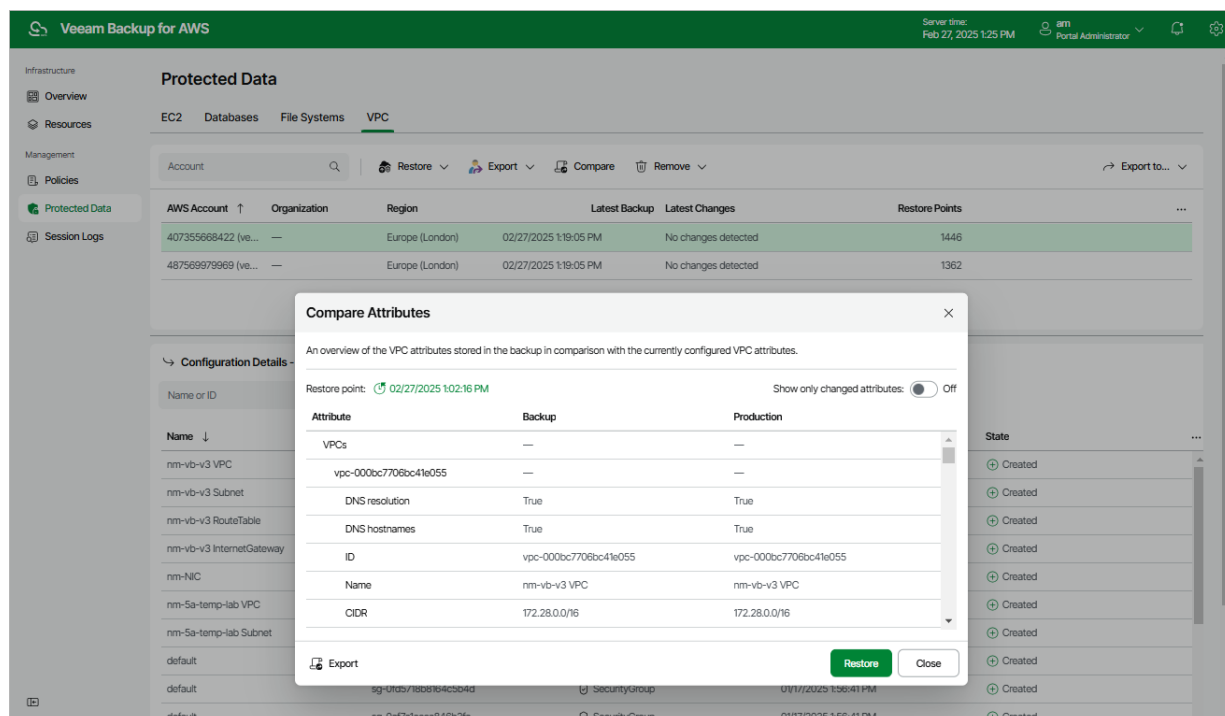 Veeam Backup for AWS
Server time:
Feb 27, 2025 1:25 PM
am
Portal Administrator
Infrastructure
Overview
Resources
Management
Policies
Protected Data
Session Logs
Protected Data
EC2 Databases File Systems VPC
Account Restore Export Compare Remove Export to...
AWS Account ↑ Organization Region Latest Backup Latest Changes Restore Points ...
407355668422 (ve... — Europe (London) 02/27/2025 1:19:05 PM No changes detected 1446
487569979969 (ve... — Europe (London) 02/27/2025 1:19:05 PM No changes detected 1362
Configuration Details -
Name or ID
Name ↓ State ...
nm-vb-v3 VPC Created
nm-vb-v3 Subnet Created
nm-vb-v3 RouteTable Created
nm-vb-v3 InternetGateway Created
nm-NIC Created
nm-5a-temp-lab VPC Created
nm-5a-temp-lab Subnet Created
default Created
default sg-0fd5718b8164c5b4d SecurityGroup 01/17/2025 1:56:41 PM Created
Compare Attributes
An overview of the VPC attributes stored in the backup in comparison with the currently configured VPC attributes.
Restore point: 02/27/2025 1:02:16 PM Show only changed attributes: Off
Attribute Backup Production
VPCs — —
vpc-000bc7706bc41e055 — —
DNS resolution True True
DNS hostnames True True
ID vpc-000bc7706bc41e055 vpc-000bc7706bc41e055
Name nm-vb-v3 VPC nm-vb-v3 VPC
CIDR 172.28.0.0/16 172.28.0.0/16
Export Restore Close